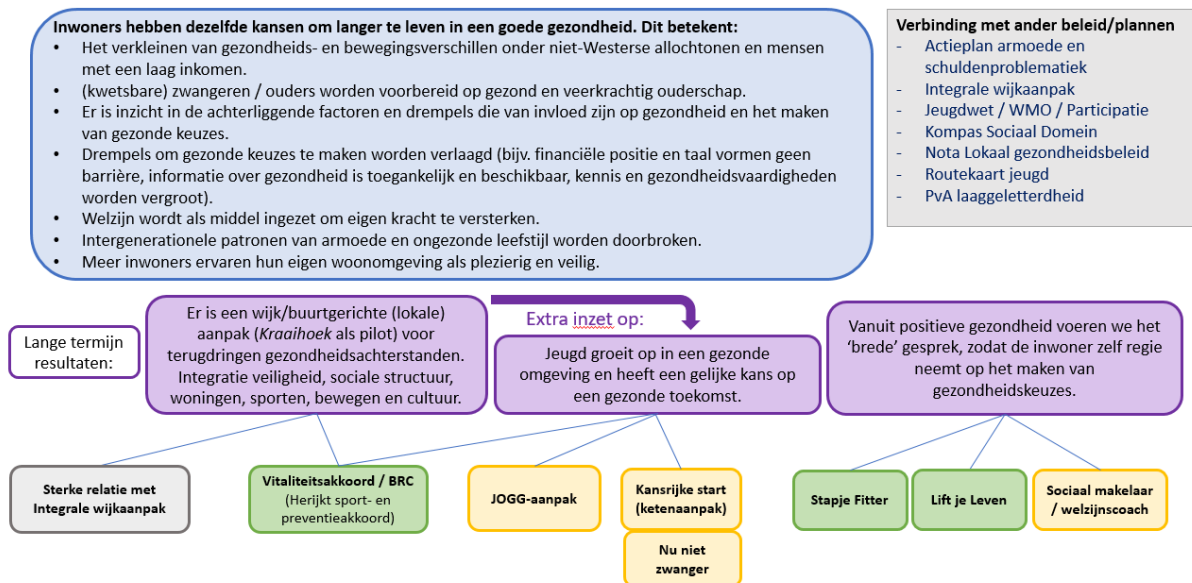 Inwoners hebben dezelfde kansen om langer te leven in een goede gezondheid. Dit betekent:
• Het verkleinen van gezondheids- en bewegingsverschillen onder niet-Westerse allochtonen en mensen
met een laag inkomen.
• (kwetsbare) zwangeren / ouders worden voorbereid op gezond en veerkrachtig ouderschap.
• Er is inzicht in de achterliggende factoren en drempels die van invloed zijn op gezondheid en het maken
van gezonde keuzes.
• Drempels om gezonde keuzes te maken worden verlaagd (bijv. financiële positie en taal vormen geen
barrière, informatie over gezondheid is toegankelijk en beschikbaar, kennis en gezondheidsvaardigheden
worden vergroot).
• Welzijn wordt als middel ingezet om eigen kracht te versterken.
• Intergenerationele patronen van armoede en ongezonde leefstijl worden doorbroken.
• Meer inwoners ervaren hun eigen woonomgeving als plezierig en veilig.
Verbinding met ander beleid/plannen
- Actieplan armoede en
schuldenproblematiek
- Integrale wijkaanpak
- Jeugdwet / WMO / Participatie
- Kompas Sociaal Domein
- Nota Lokaal gezondheidsbeleid
- Routekaart jeugd
- PvA laaggeletterdheid
Lange termijn
resultaten:
Er is een wijk/buurtgerichte (lokale)
aanpak (Kraaihoek als pilot) voor
terugdringen gezondheidsachterstanden.
Integratie veiligheid, sociale structuur,
woningen, sporten, bewegen en cultuur.
Extra inzet op:
Jeugd groeit op in een gezonde
omgeving en heeft een gelijke kans op
een gezonde toekomst.
Vanuit positieve gezondheid voeren we het
‘brede’ gesprek, zodat de inwoner zelf regie
neemt op het maken van
gezondheidskeuzes.
Sterke relatie met
Integrale wijkaanpak
Vitaliteitsakkoord / BRC
(Herijkt sport- en
preventieakkoord)
JOGG-aanpak
Kansrijke start
(ketenaanpak)
Nu niet
zwanger
Stapje Fitter
Lift je Leven
Sociaal makelaar
/ welzijnscoach